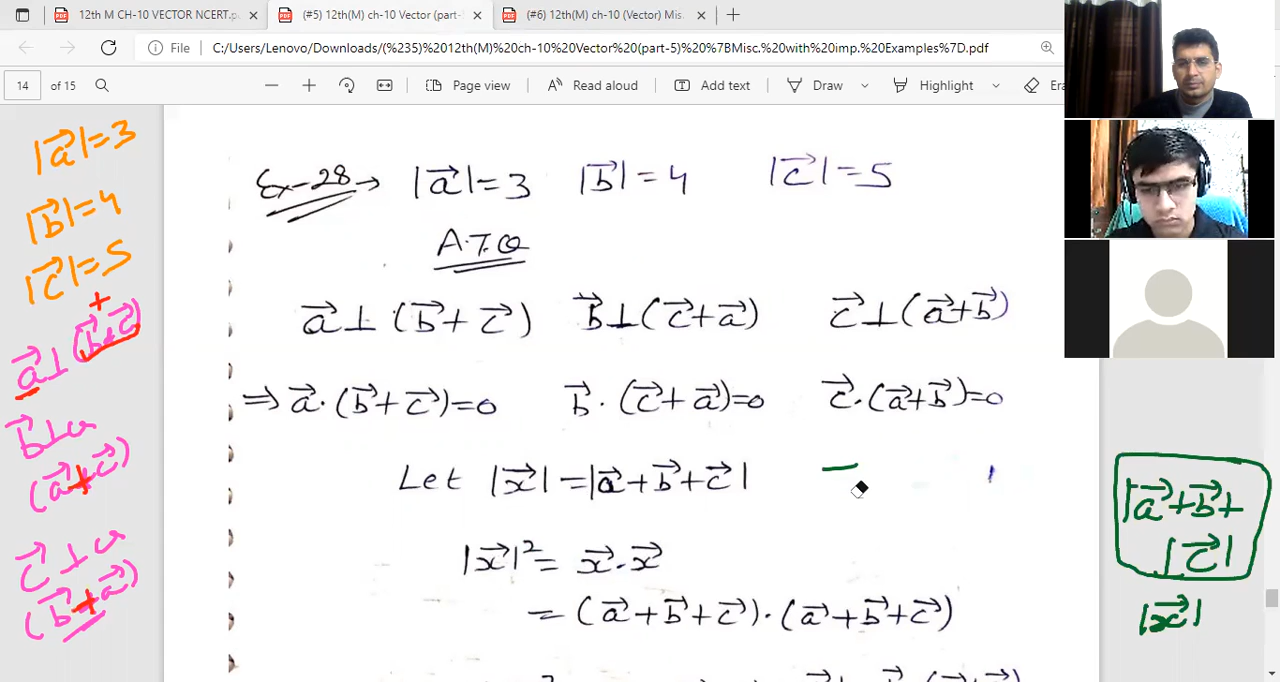 12th M CH-10 VECTOR NCERT.p
(#5) 12th(M) ch-10 Vector (part-
(#6) 12th(M) ch-10 (Vector) Mis
File
C:/Users/Lenovo/Downloads/(%235)%2012th(M)%20ch-10%20Vector%20(part-5)%20%7BMisc.%20with%20imp.%20Examples%7D.pdf
14 of 15
Page view
Read aloud
Add text
Draw
Highlight
Era
|a⃗|=3
|b⃗|=4
|c⃗|=5
a⃗⊥(b⃗+c⃗)
b⃗⊥
(a⃗+c⃗)
c⃗⊥
(b⃗+a⃗)
Ex-28→ |a⃗|=3 |b⃗|=4 |c⃗|=5
A.T.Q
a⃗⊥(b⃗+c⃗) b⃗⊥(c⃗+a⃗) c⃗⊥(a⃗+b⃗)
⇒a⃗.(b⃗+c⃗)=0 b⃗.(c⃗+a⃗)=0 c⃗.(a⃗+b⃗)=0
Let |x⃗|=|a⃗+b⃗+c⃗|
|x⃗|²= x⃗.x⃗
=(a⃗+b⃗+c⃗).(a⃗+b⃗+c⃗)
|a⃗+b⃗+
c⃗|
|x⃗|